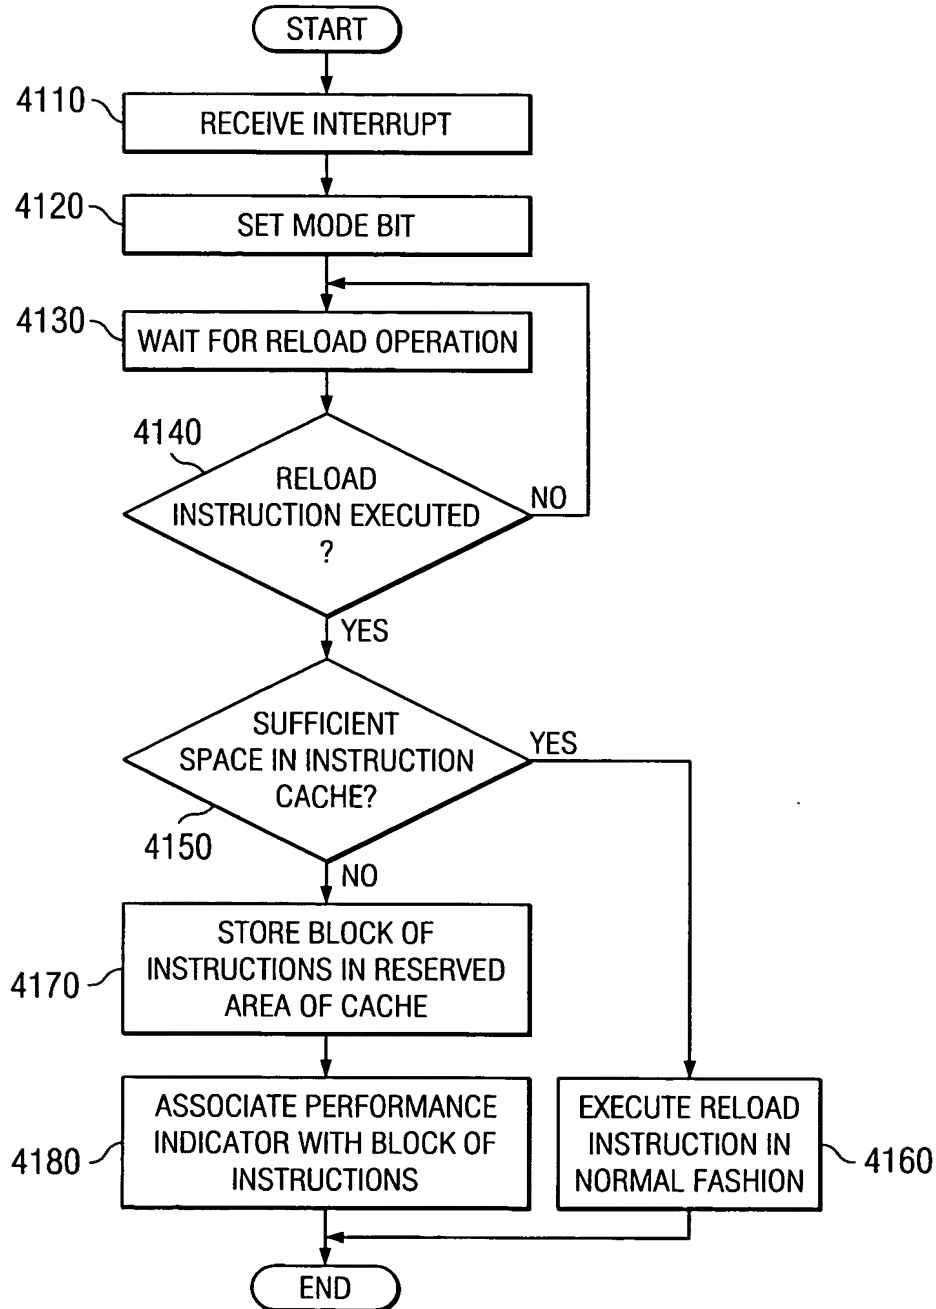 START
4110
RECEIVE INTERRUPT
4120
SET MODE BIT
4130
WAIT FOR RELOAD OPERATION
4140
RELOAD
INSTRUCTION EXECUTED
?
NO
YES
SUFFICIENT
SPACE IN INSTRUCTION
CACHE?
YES
4150
NO
STORE BLOCK OF
INSTRUCTIONS IN RESERVED
AREA OF CACHE
4170
ASSOCIATE PERFORMANCE
INDICATOR WITH BLOCK OF
INSTRUCTIONS
4180
EXECUTE RELOAD
INSTRUCTION IN
NORMAL FASHION
4160
END